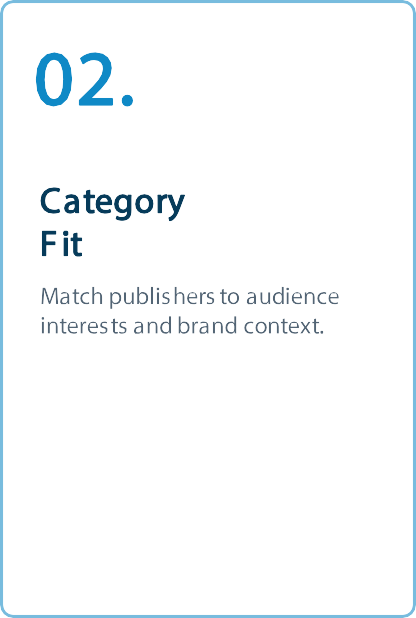 02.
Category
Fit
Match publishers to audience
interests and brand context.